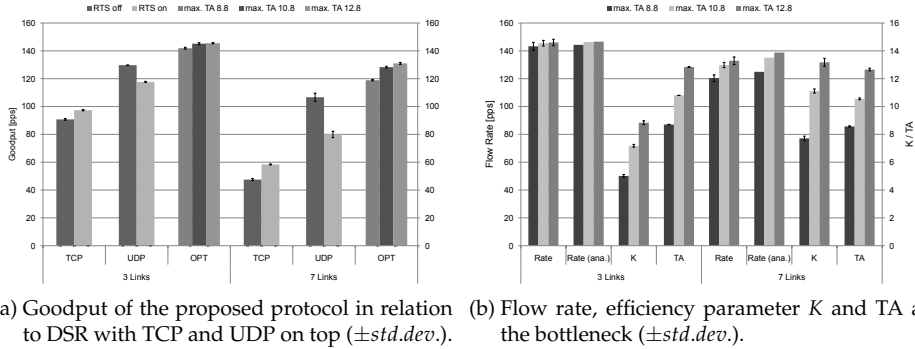 RTS off RTS on max. TA 8.8 max. TA 10.8 max. TA 12.8
160
140
120
100
80
60
40
20
0
Goodput [pps]
160
140
120
100
80
60
40
20
0
TCP UDP OPT TCP UDP OPT
3 Links 7 Links
max. TA 8.8 max. TA 10.8 max. TA 12.8
160
140
120
100
80
60
40
20
0
Flow Rate [pps]
16
14
12
10
8
6
4
2
0
K / TA
Rate Rate (ana.) K TA Rate Rate (ana.) K TA
3 Links 7 Links
a) Goodput of the proposed protocol in relation
to DSR with TCP and UDP on top (±std.dev.).
(b) Flow rate, efficiency parameter K and TA a
the bottleneck (±std.dev.).